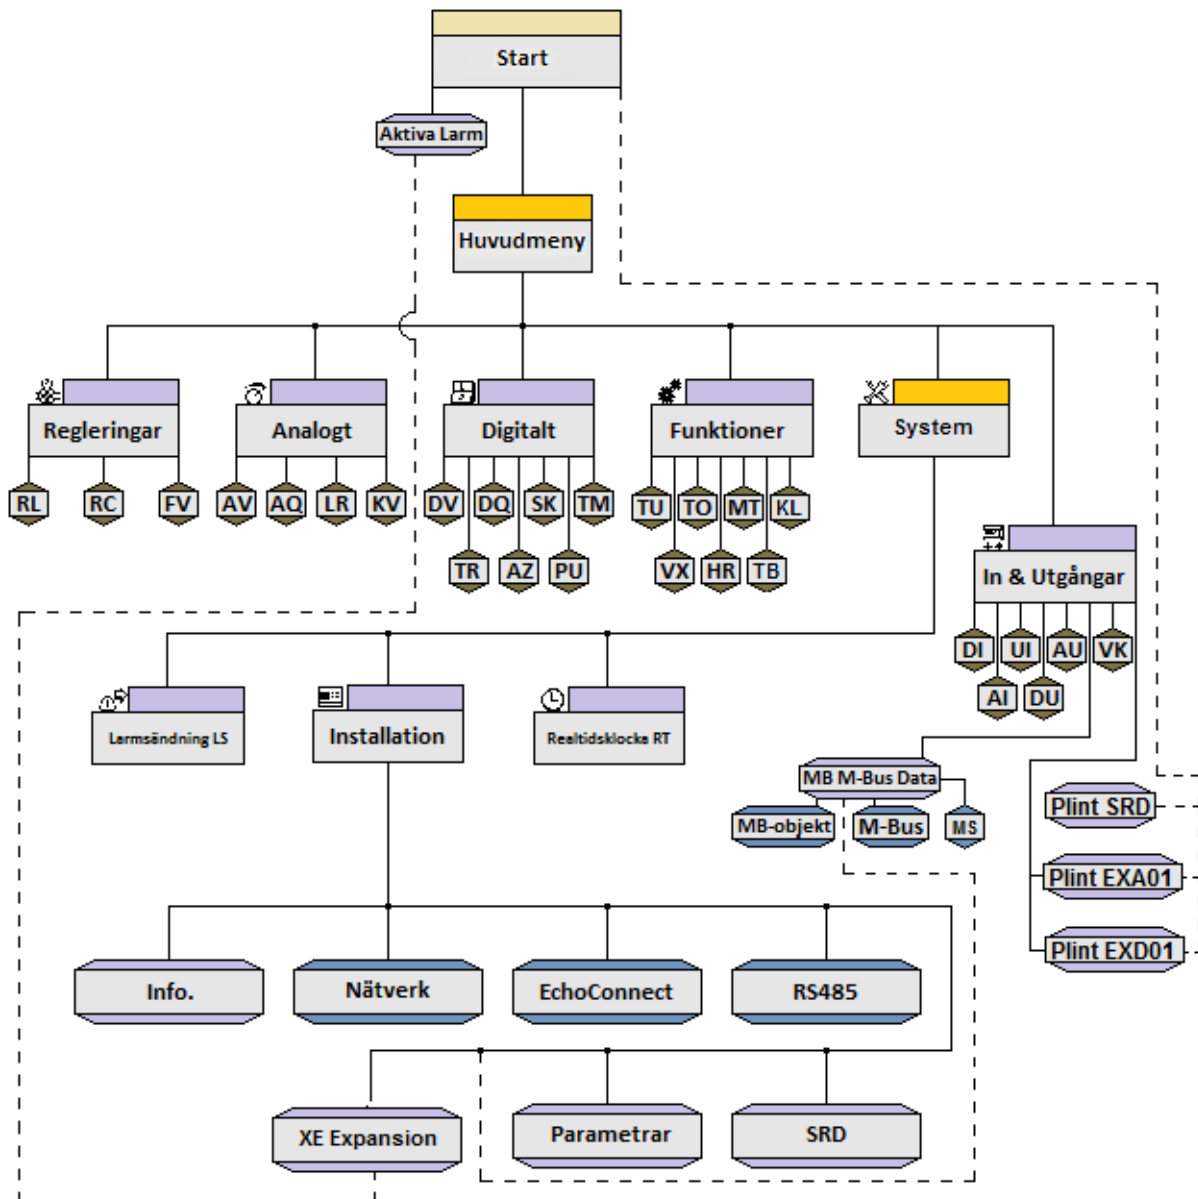 Start
Aktiva Larm
Huvudmeny
Regleringar
Analogt
Digitalt
Funktioner
System
RL
RC
FV
AV
AQ
LR
KV
DV
DQ
SK
TM
TR
AZ
PU
TU
TO
MT
KL
VX
HR
TB
In & Utgångar
DI
UI
AU
VK
AI
DU
Larmsändning LS
Installation
Realtidsklocka RT
MB M-Bus Data
MB-objekt
M-Bus
MS
Plint SRD
Plint EXA01
Plint EXD01
Info.
Nätverk
EchoConnect
RS485
XE Expansion
Parametrar
SRD